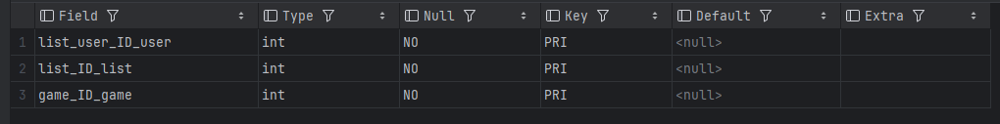 Field Type Null Key Default Extra
1 list_user_ID_user int NO PRI <null>
2 list_ID_list int NO PRI <null>
3 game_ID_game int NO PRI <null>